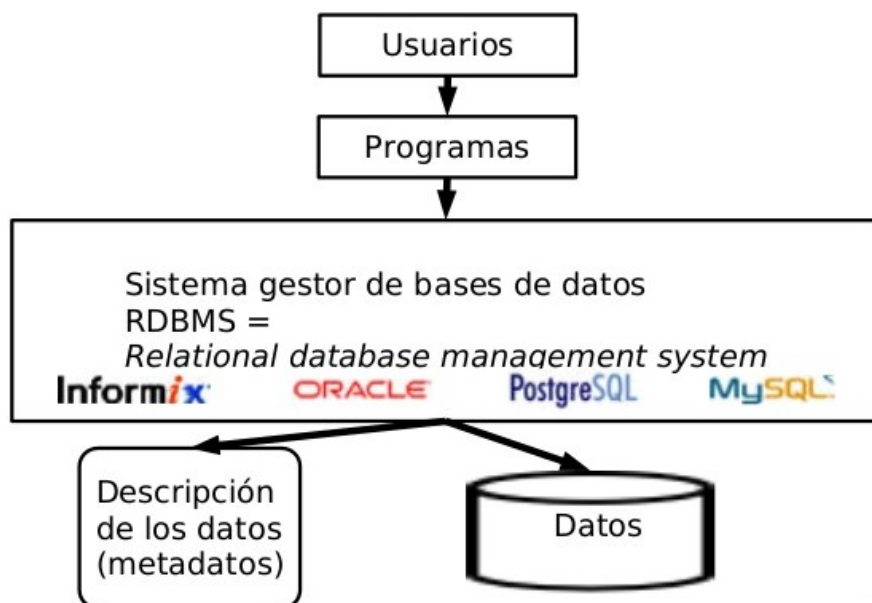 Usuarios
Programas
Sistema gestor de bases de datos
RDBMS =
Relational database management system
Informix ORACLE PostgreSQL MySQL
Descripción
de los datos
(metadatos)
Datos